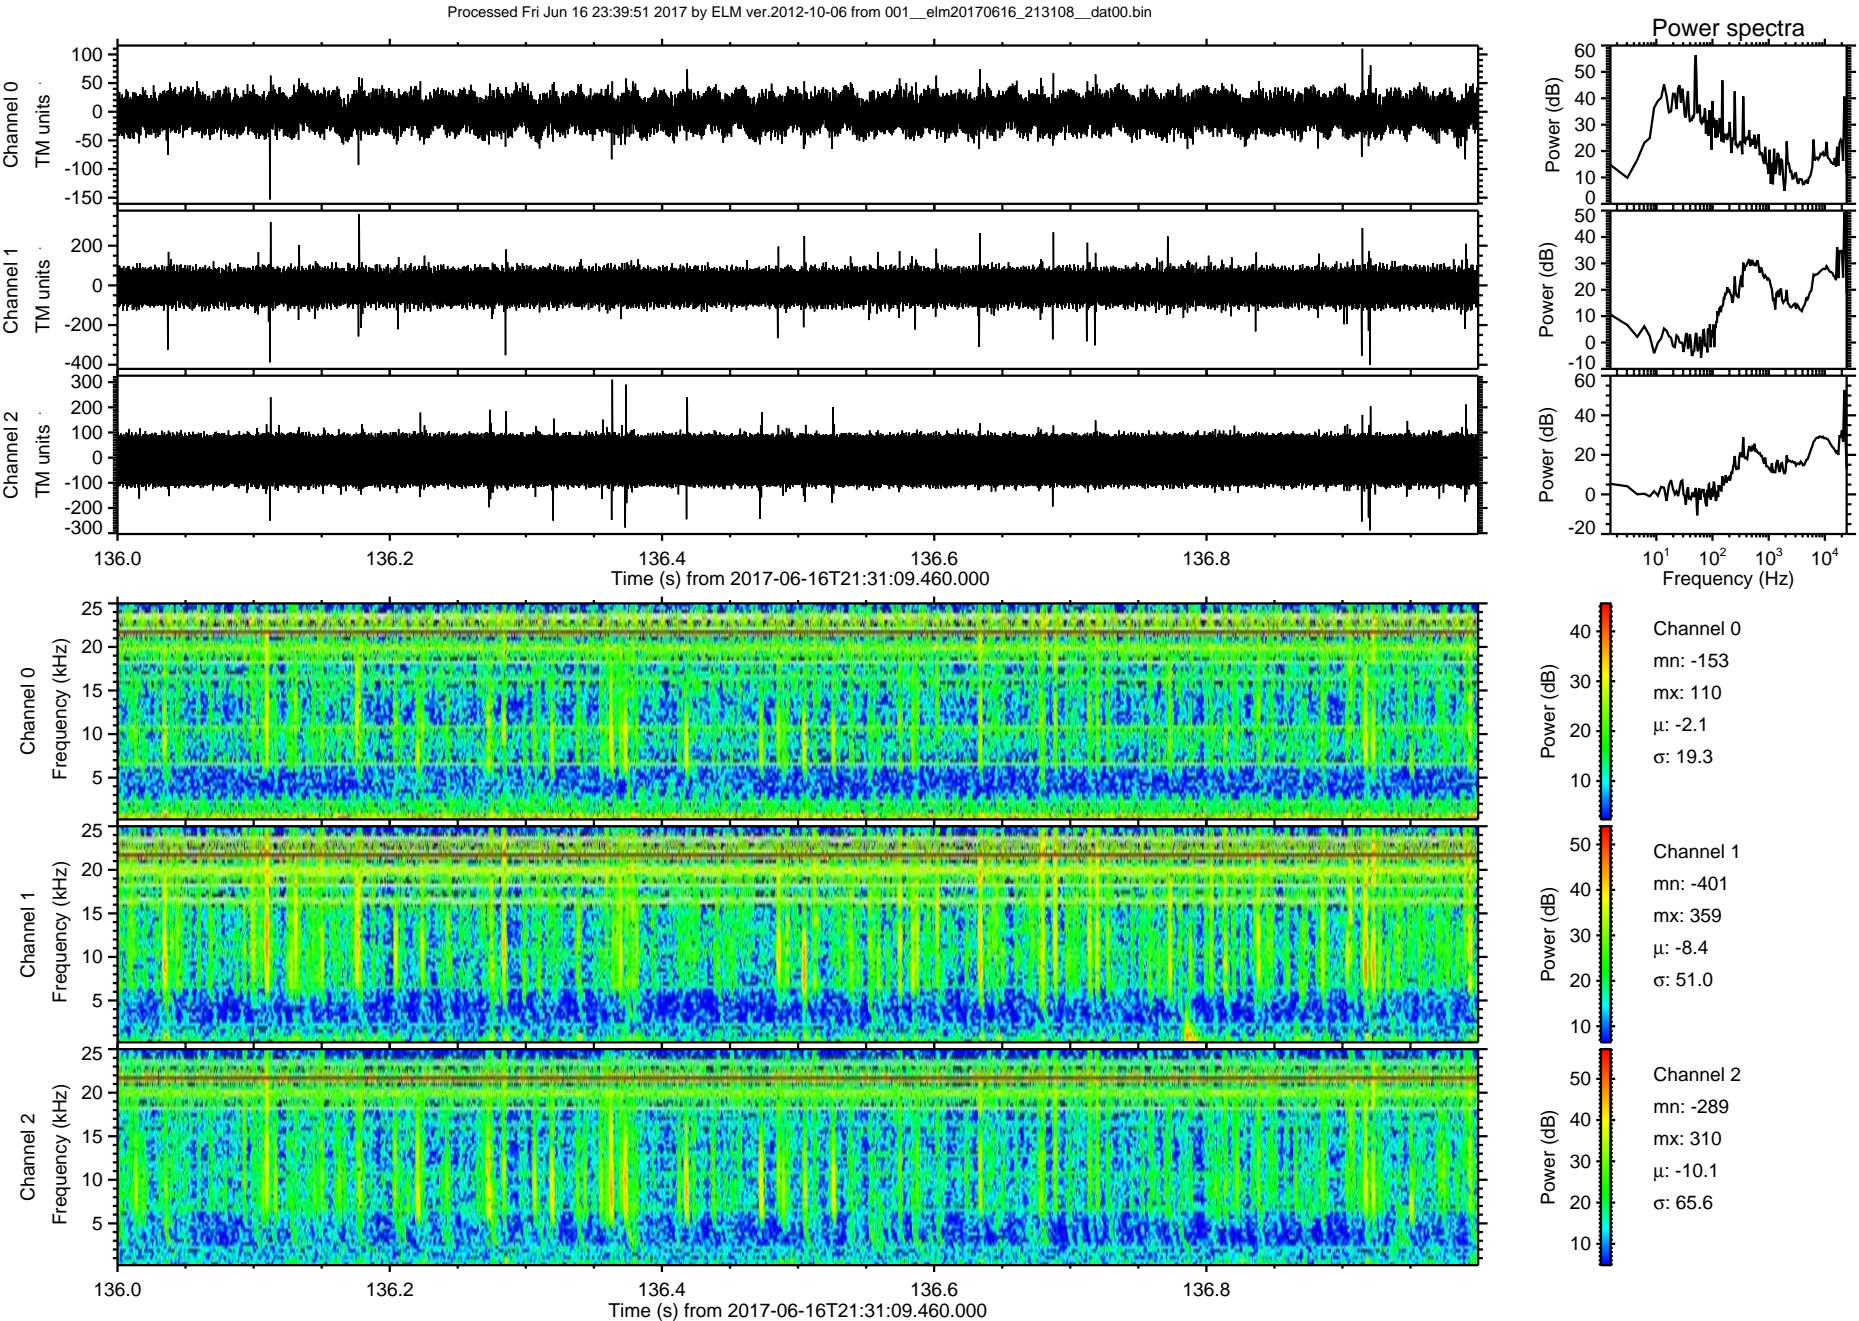 Processed Fri Jun 16 23:39:51 2017 by ELM ver.2012-10-06 from 001__elm20170616_213108__dat00.bin
Power spectra
Channel 0
TM units
100
50
0
-50
-100
-150
Power (dB)
60
50
40
30
20
10
0
Channel 1
TM units
200
0
-200
-400
Power (dB)
50
40
30
20
10
0
-10
Channel 2
TM units
300
200
100
0
-100
-200
-300
Power (dB)
60
40
20
0
-20
136.0 136.2 136.4 136.6 136.8
Time (s) from 2017-06-16T21:31:09.460.000
10¹ 10² 10³ 10⁴
Frequency (Hz)
Channel 0
Frequency (kHz)
25
20
15
10
5
Power (dB)
40
30
20
10
Channel 0
mn: -153
mx: 110
μ: -2.1
σ: 19.3
Channel 1
Frequency (kHz)
25
20
15
10
5
Power (dB)
50
40
30
20
10
Channel 1
mn: -401
mx: 359
μ: -8.4
σ: 51.0
Channel 2
Frequency (kHz)
25
20
15
10
5
Power (dB)
50
40
30
20
10
Channel 2
mn: -289
mx: 310
μ: -10.1
σ: 65.6
136.0 136.2 136.4 136.6 136.8
Time (s) from 2017-06-16T21:31:09.460.000